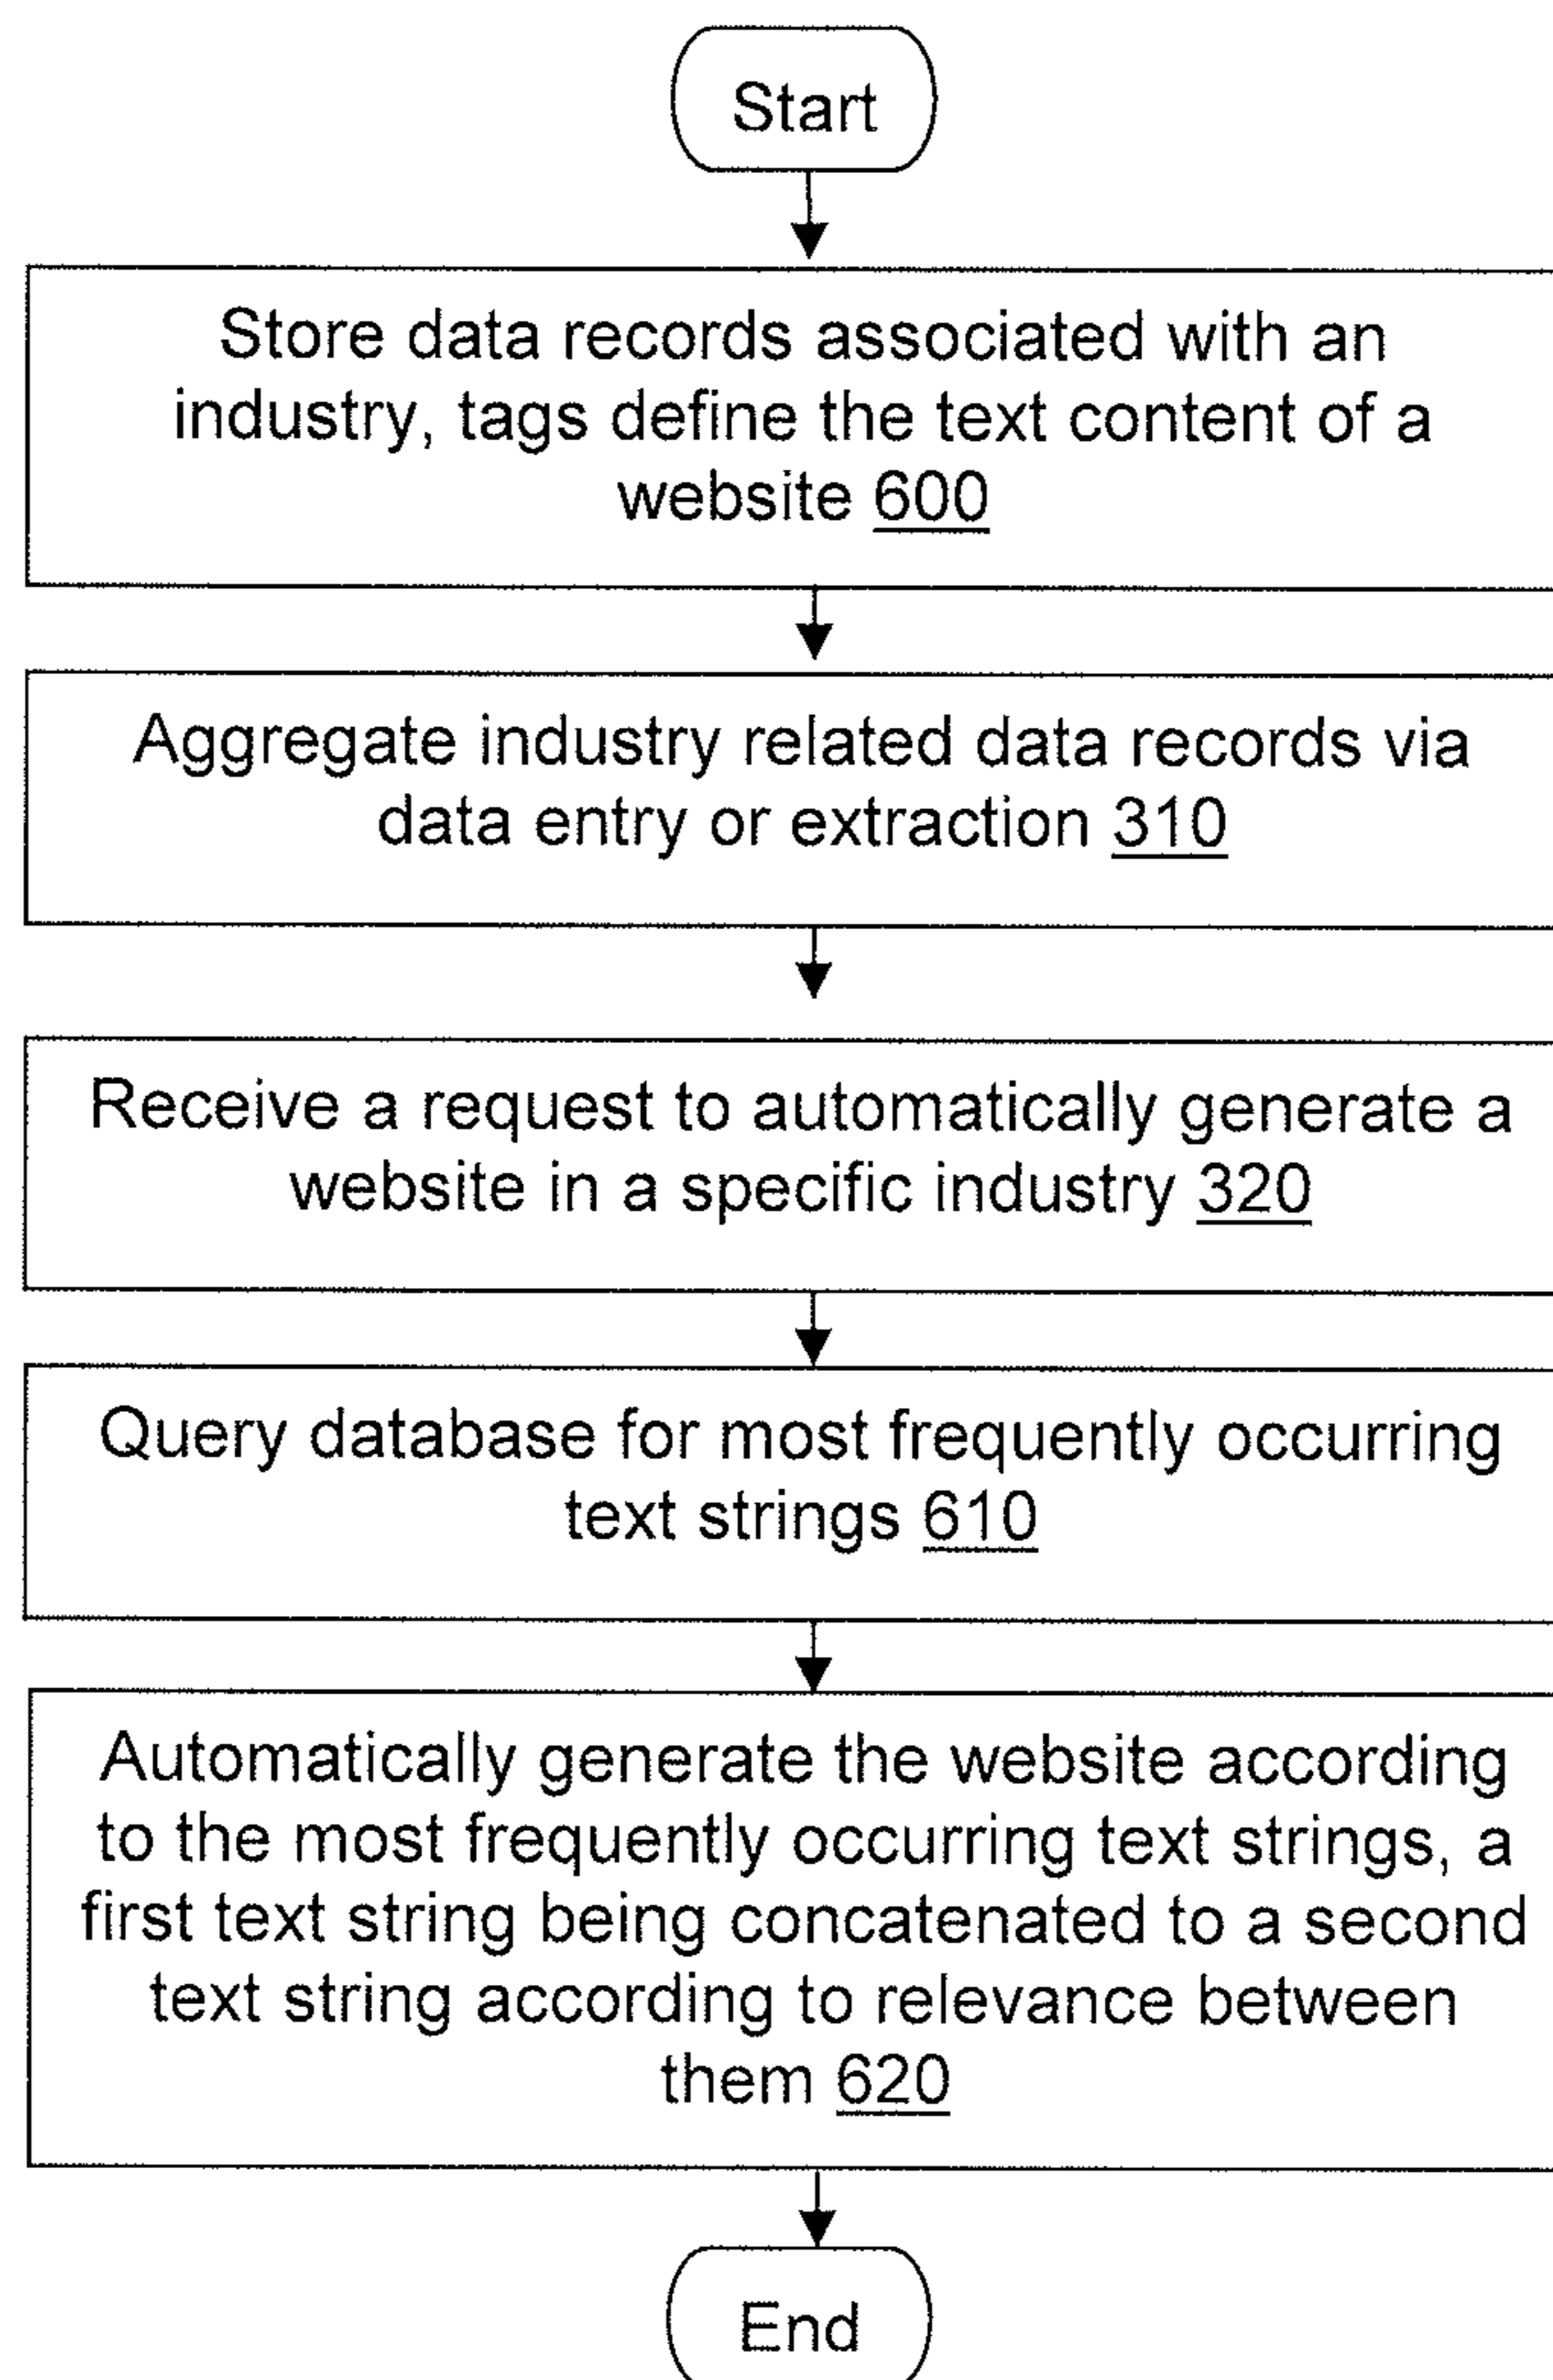 Start
Store data records associated with an
industry, tags define the text content of a
website 600
Aggregate industry related data records via
data entry or extraction 310
Receive a request to automatically generate a
website in a specific industry 320
Query database for most frequently occurring
text strings 610
Automatically generate the website according
to the most frequently occurring text strings, a
first text string being concatenated to a second
text string according to relevance between
them 620
End